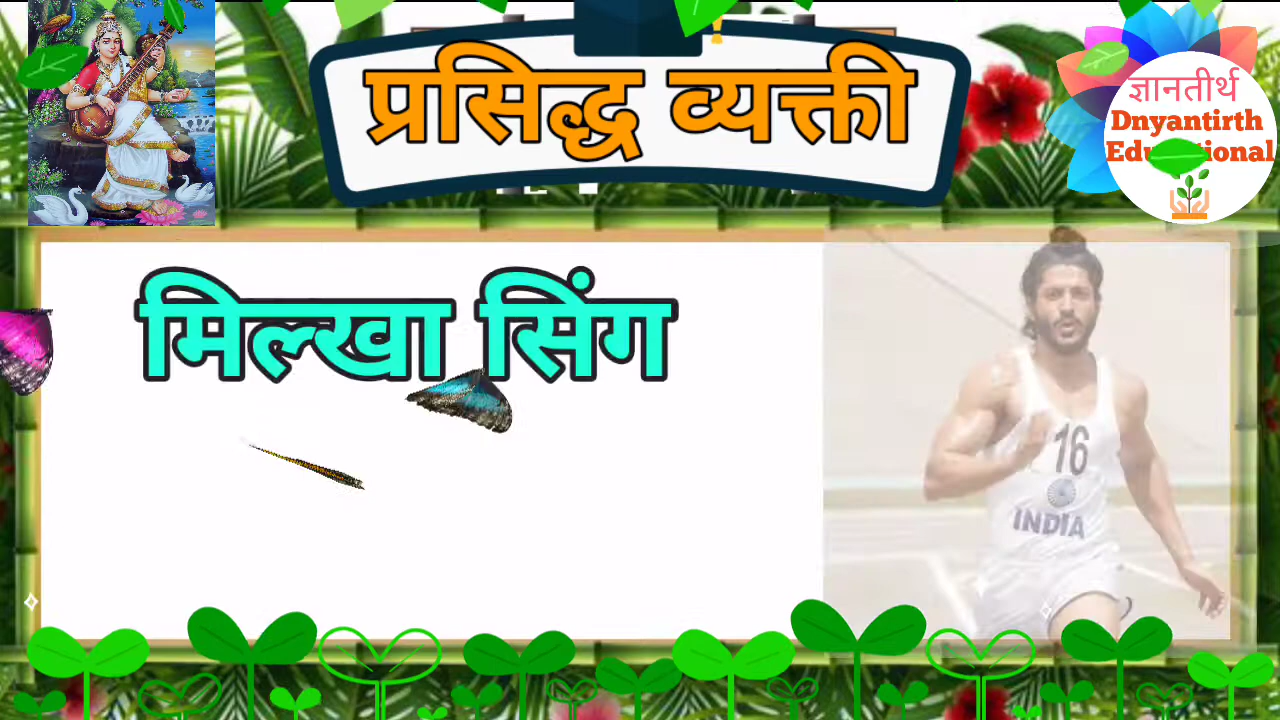 प्रसिद्ध व्यक्ती
ज्ञानतीर्थ
Dnyantirth
मिल्खा सिंग
16
INDIA